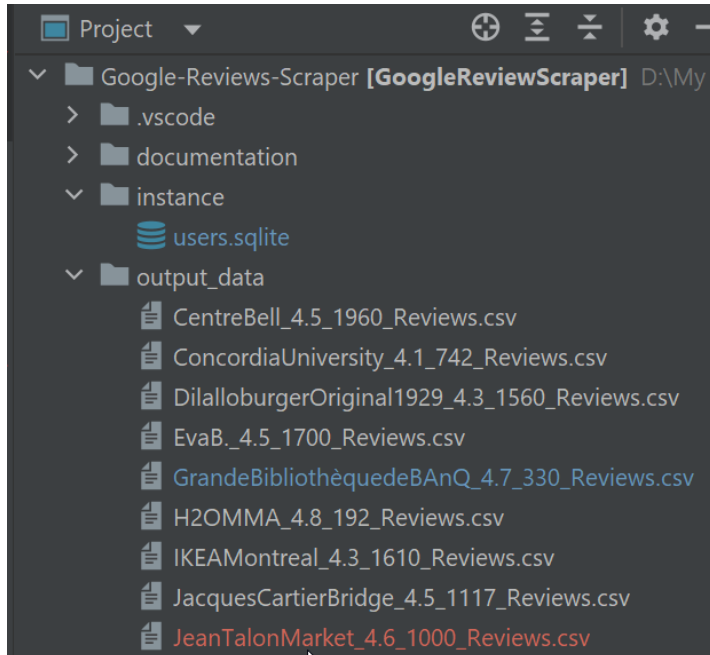 Project
Google-Reviews-Scraper [GoogleReviewScraper] D:\My
.vscode
documentation
instance
users.sqlite
output_data
CentreBell_4.5_1960_Reviews.csv
ConcordiaUniversity_4.1_742_Reviews.csv
DilalloburgerOriginal1929_4.3_1560_Reviews.csv
EvaB._4.5_1700_Reviews.csv
GrandeBibliothèquedeBAnQ_4.7_330_Reviews.csv
H2OMMA_4.8_192_Reviews.csv
IKEAMontreal_4.3_1610_Reviews.csv
JacquesCartierBridge_4.5_1117_Reviews.csv
JeanTalonMarket_4.6_1000_Reviews.csv